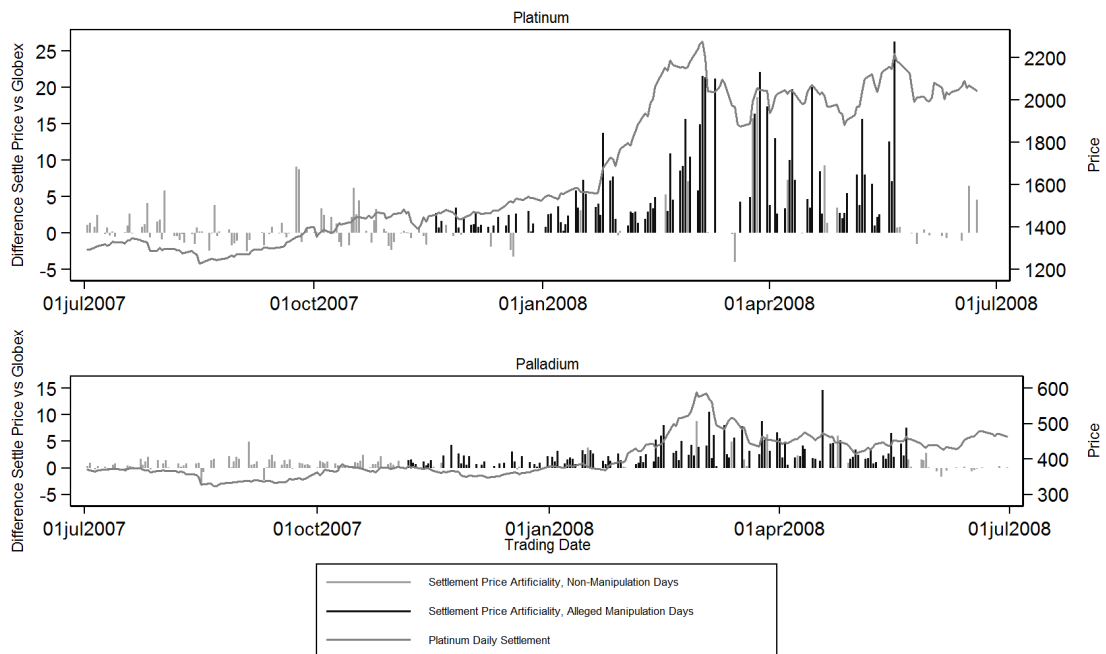 Platinum
Difference Settle Price vs Globex
25
20
15
10
5
0
-5
2200
2000
1800
1600
1400
1200
Price
01jul2007
01oct2007
01jan2008
01apr2008
01jul2008
Palladium
Difference Settle Price vs Globex
15
10
5
0
-5
600
500
400
300
Price
01jul2007
01oct2007
01jan2008
01apr2008
01jul2008
Trading Date
Settlement Price Artificiality, Non-Manipulation Days
Settlement Price Artificiality, Alleged Manipulation Days
Platinum Daily Settlement